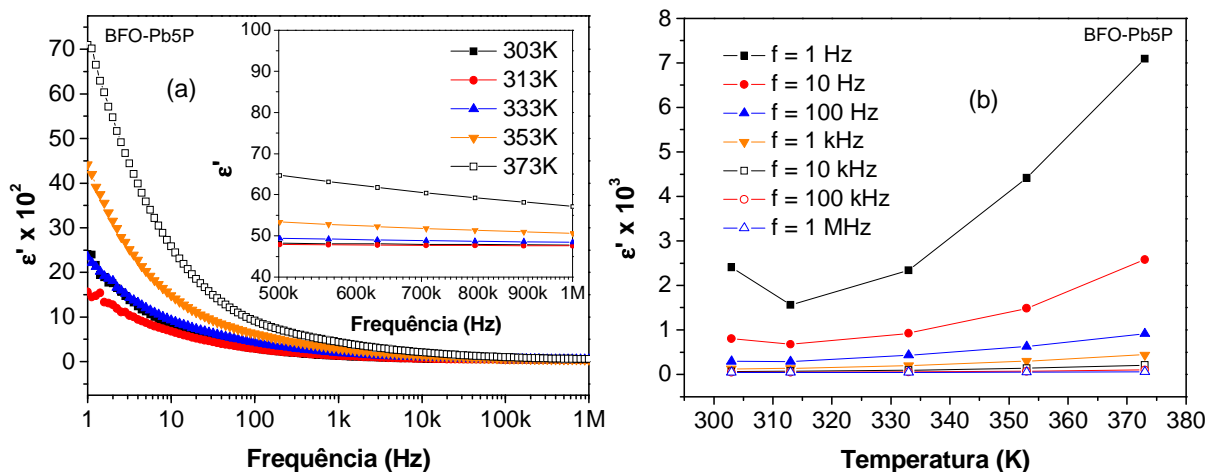 BFO-Pb5P
(a)
ε' x 10²
70
60
50
40
30
20
10
0
1
10
100
1k
10k
100k
1M
Frequência (Hz)
ε'
100
90
80
70
60
50
40
303K
313K
333K
353K
373K
500k
600k
700k
800k
900k
1M
Frequência (Hz)
BFO-Pb5P
(b)
ε' x 10³
8
7
6
5
4
3
2
1
0
f = 1 Hz
f = 10 Hz
f = 100 Hz
f = 1 kHz
f = 10 kHz
f = 100 kHz
f = 1 MHz
300
310
320
330
340
350
360
370
380
Temperatura (K)